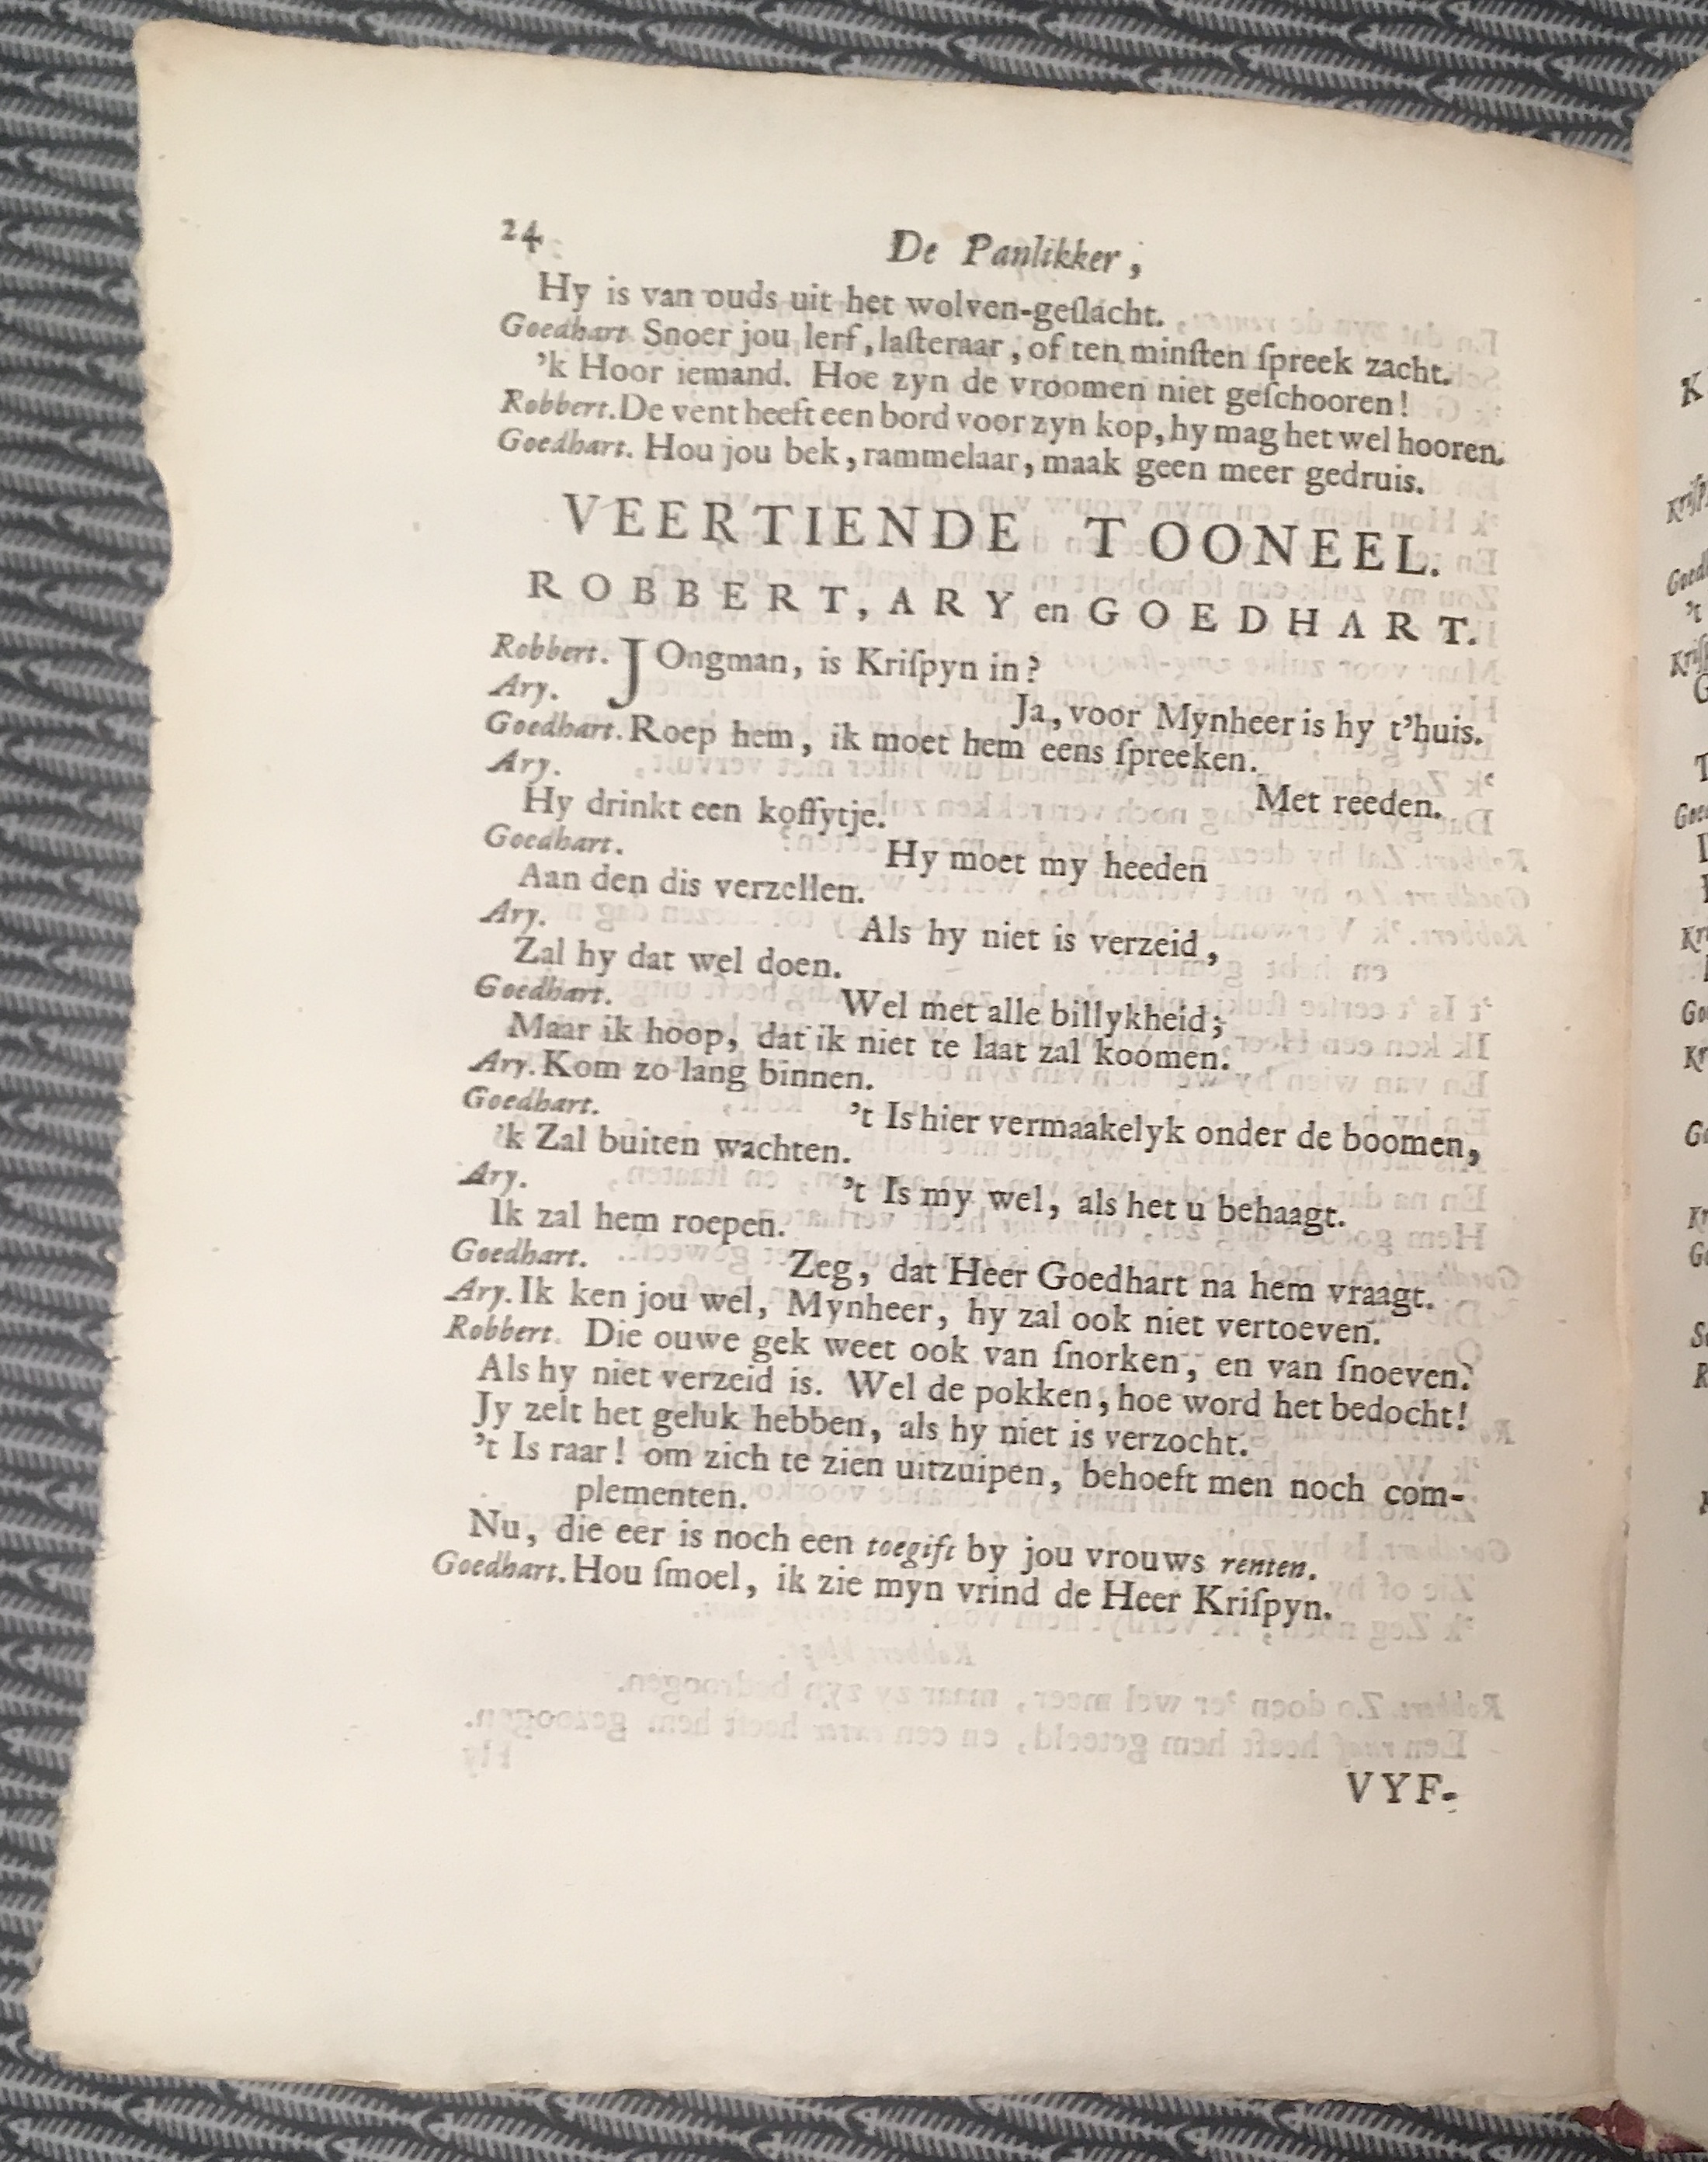 24 De Panlikker,
Hy is van ouds uit het wolven-geſlacht.
Goedhart. Snoer jou lerf, laſteraar, of ten minſten ſpreek zacht.
'k Hoor iemand. Hoe zyn de vroomen niet geſchooren!
Robbert. De vent heeft een bord voor zyn kop, hy mag het wel hooren.
Goedhart. Hou jou bek, rammelaar, maak geen meer gedruis.
VEERTIENDE TOONEEL.
ROBBERT, ARY en GOEDHART.
Robbert. JOngman, is Kriſpyn in?
Ary. Ja, voor Mynheer is hy t'huis.
Goedhart. Roep hem, ik moet hem eens ſpreeken.
Ary. Met reeden.
Hy drinkt een koffytje.
Goedhart. Hy moet my heeden
Aan den dis verzellen.
Ary. Als hy niet is verzeid,
Zal hy dat wel doen.
Goedhart. Wel met alle billykheid;
Maar ik hoop, dat ik niet te laat zal koomen.
Ary. Kom zo lang binnen.
Goedhart. 't Is hier vermaakelyk onder de boomen,
'k Zal buiten wachten.
Ary. 't Is my wel, als het u behaagt.
Ik zal hem roepen.
Goedhart. Zeg, dat Heer Goedhart na hem vraagt.
Ary. Ik ken jou wel, Mynheer, hy zal ook niet vertoeven.
Robbert. Die ouwe gek weet ook van ſnorken, en van ſnoeven.
Als hy niet verzeid is. Wel de pokken, hoe word het bedocht!
Jy zelt het geluk hebben, als hy niet is verzocht.
't Is raar! om zich te zien uitzuipen, behoeft men noch com-
plementen.
Nu, die eer is noch een toegift by jou vrouws renten.
Goedhart. Hou ſmoel, ik zie myn vrind de Heer Kriſpyn.
VYF-